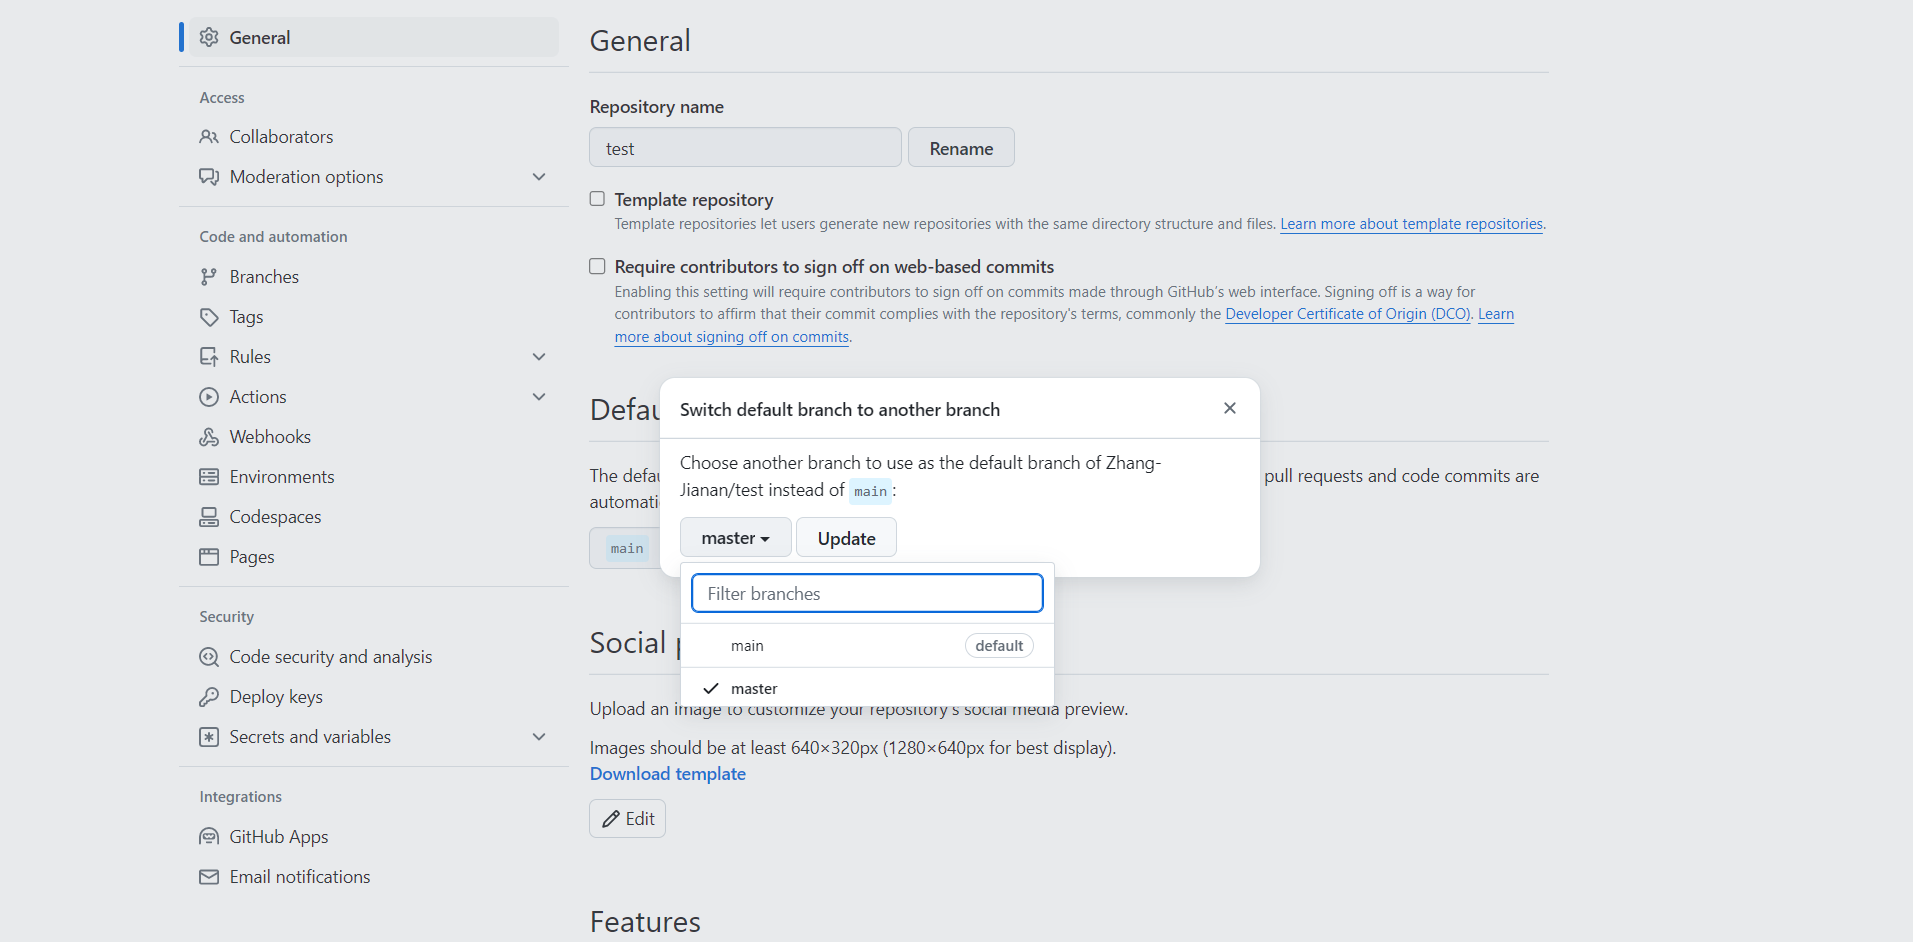 General
Access
Collaborators
Moderation options
Code and automation
Branches
Tags
Rules
Actions
Webhooks
Environments
Codespaces
Pages
Security
Code security and analysis
Deploy keys
Secrets and variables
Integrations
GitHub Apps
Email notifications
General
Repository name
test
Rename
Template repository
Template repositories let users generate new repositories with the same directory structure and files. Learn more about template repositories.
Require contributors to sign off on web-based commits
Enabling this setting will require contributors to sign off on commits made through GitHub's web interface. Signing off is a way for
contributors to affirm that their commit complies with the repository's terms, commonly the Developer Certificate of Origin (DCO). Learn
more about signing off on commits.
Switch default branch to another branch
Choose another branch to use as the default branch of Zhang-
Jianan/test instead of main:
master
Update
Filter branches
main default
master
The
pull requests and code commits are
main
Social
Upload an image to customize your repository's social media preview.
Images should be at least 640×320px (1280×640px for best display).
Download template
Edit
Features